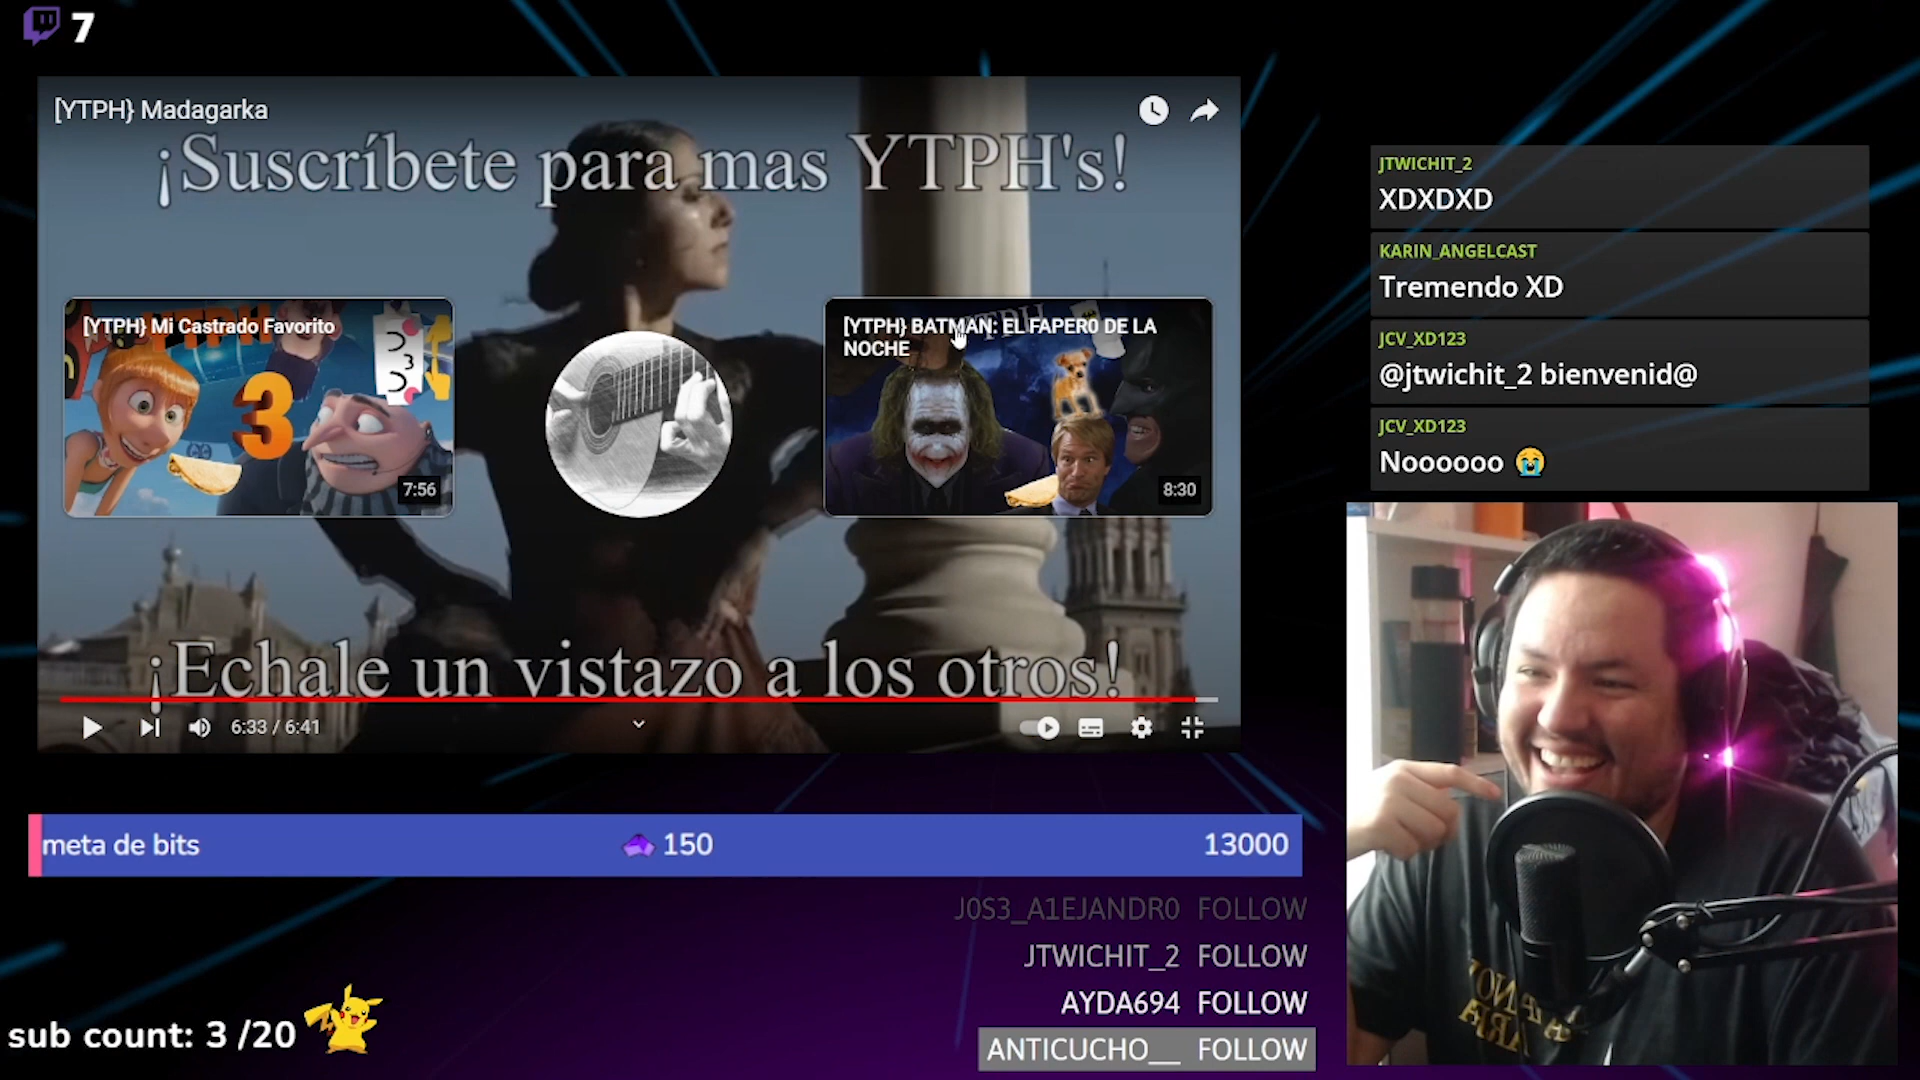 7
[YTPH} Madagarka
¡Suscríbete para mas YTPH's!
[YTPH} Mi Castrado Favorito
3
7:56
[YTPH} BATMAN: EL FAPER0 DE LA
NOCHE
8:30
¡Echale un vistazo a los otros!
6:33 / 6:41
JTWICHIT_2
XDXDXD
KARIN_ANGELCAST
Tremendo XD
JCV_XD123
@jtwichit_2 bienvenid@
JCV_XD123
Noooooo 😭
meta de bits
150
13000
J0S3_A1EJANDR0 FOLLOW
JTWICHIT_2 FOLLOW
AYDA694 FOLLOW
ANTICUCHO__ FOLLOW
sub count: 3 /20